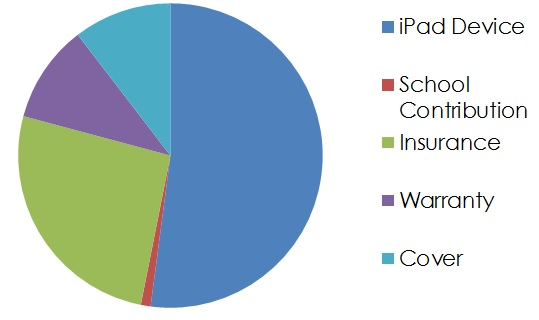 iPad Device
School
Contribution
Insurance
Warranty
Cover